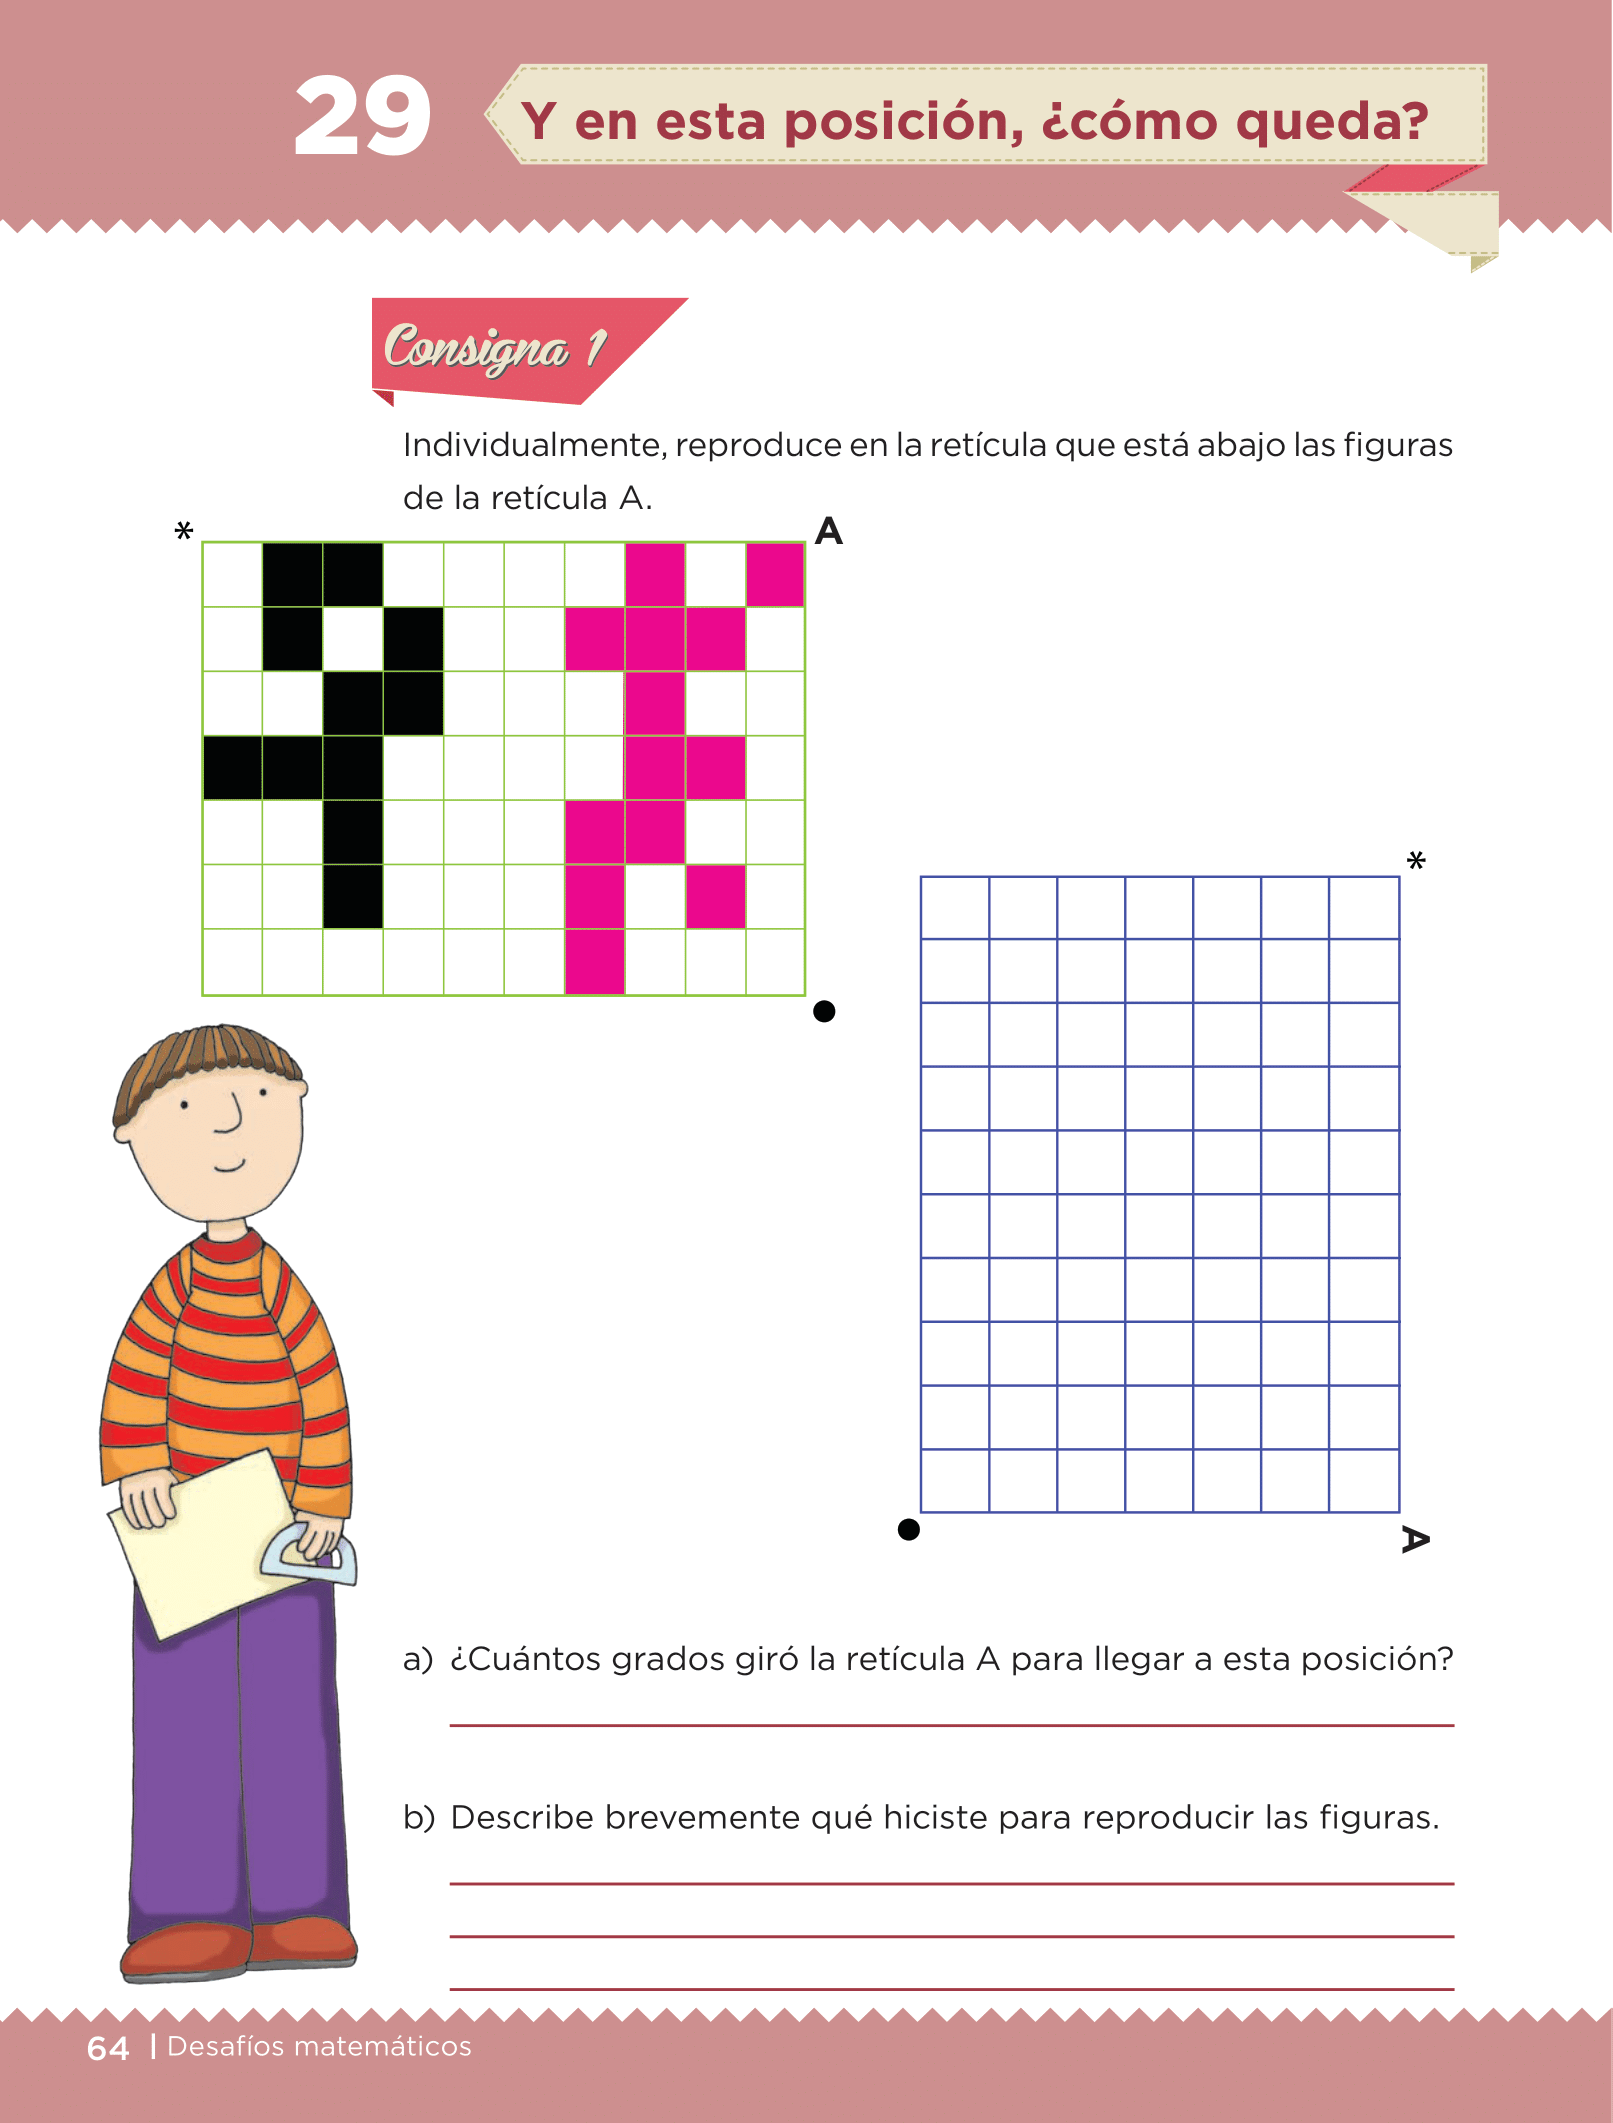 29
Y en esta posición, ¿cómo queda?
Consigna 1
Individualmente, reproduce en la retícula que está abajo las figuras
de la retícula A.
*
A
*
A
a) ¿Cuántos grados giró la retícula A para llegar a esta posición?
b) Describe brevemente qué hiciste para reproducir las figuras.
64 | Desafíos matemáticos